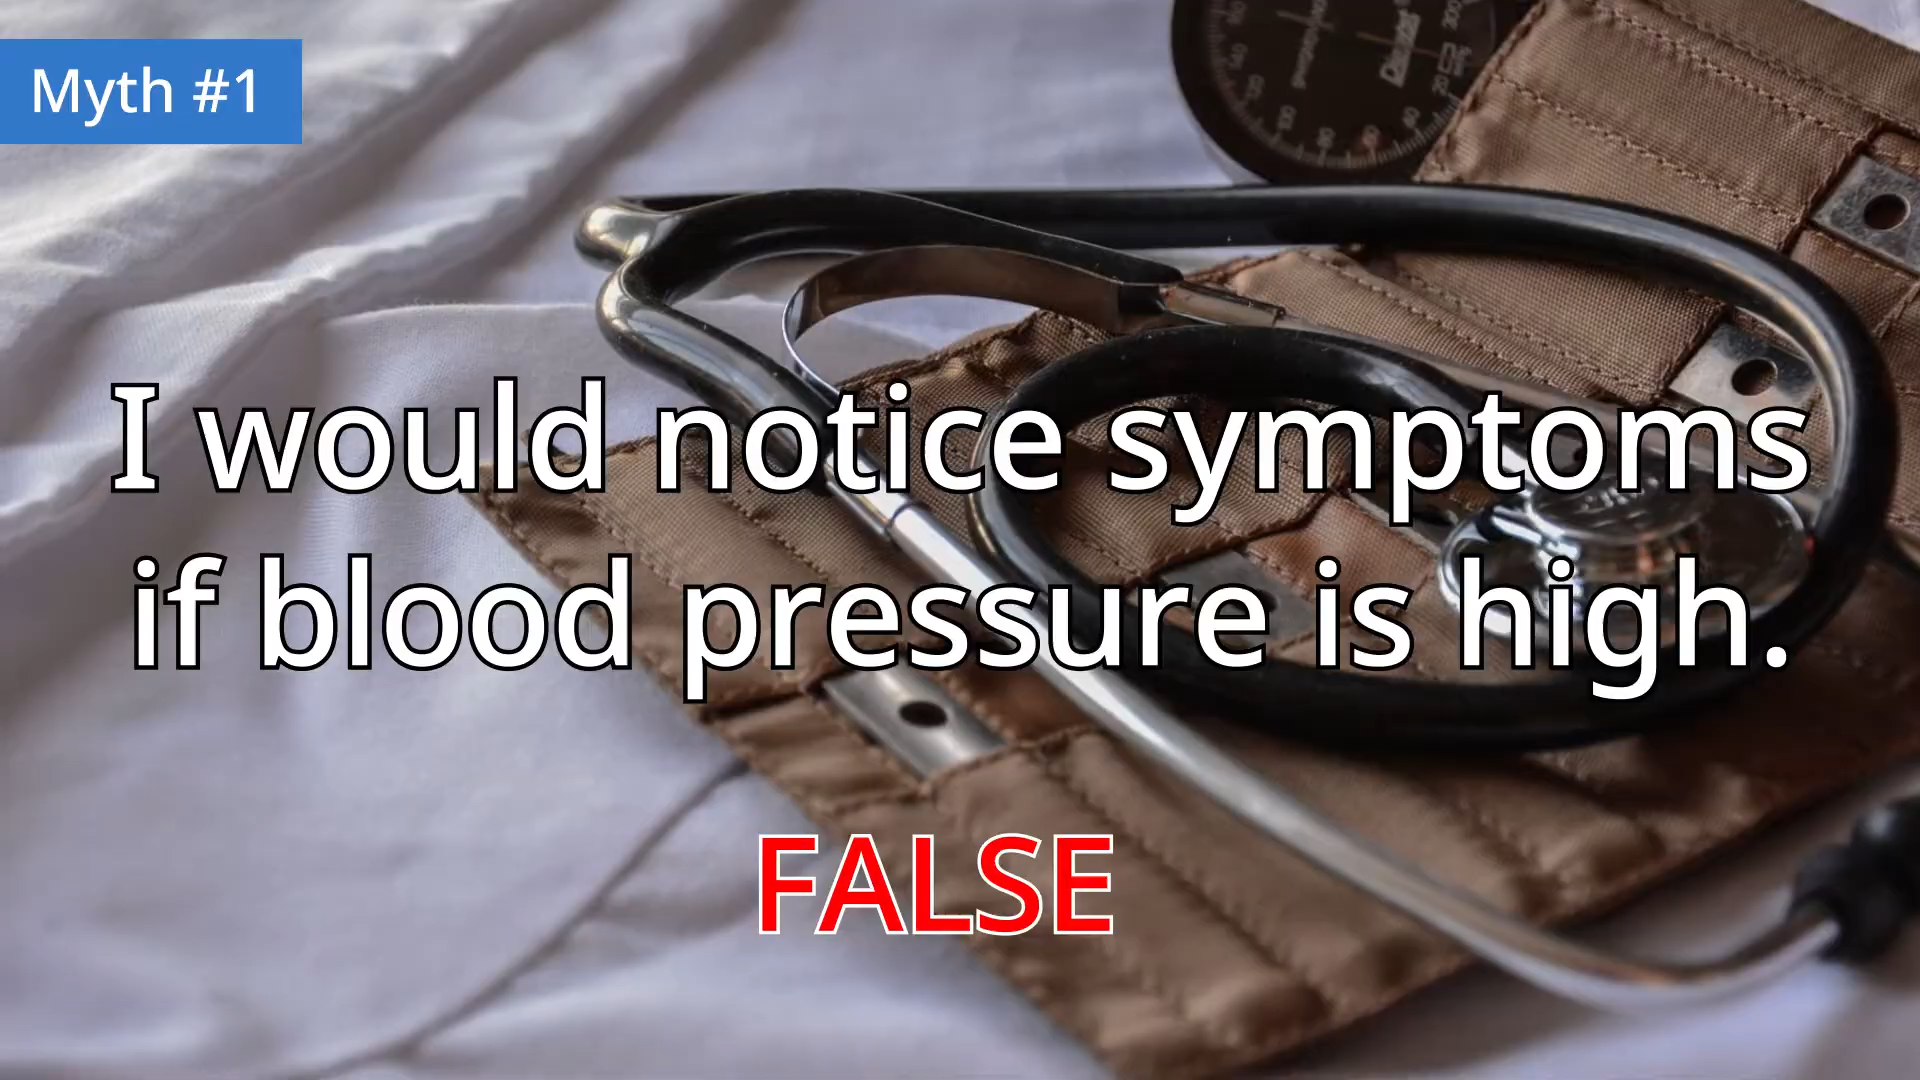 Myth #1
I would notice symptoms
if blood pressure is high.
FALSE